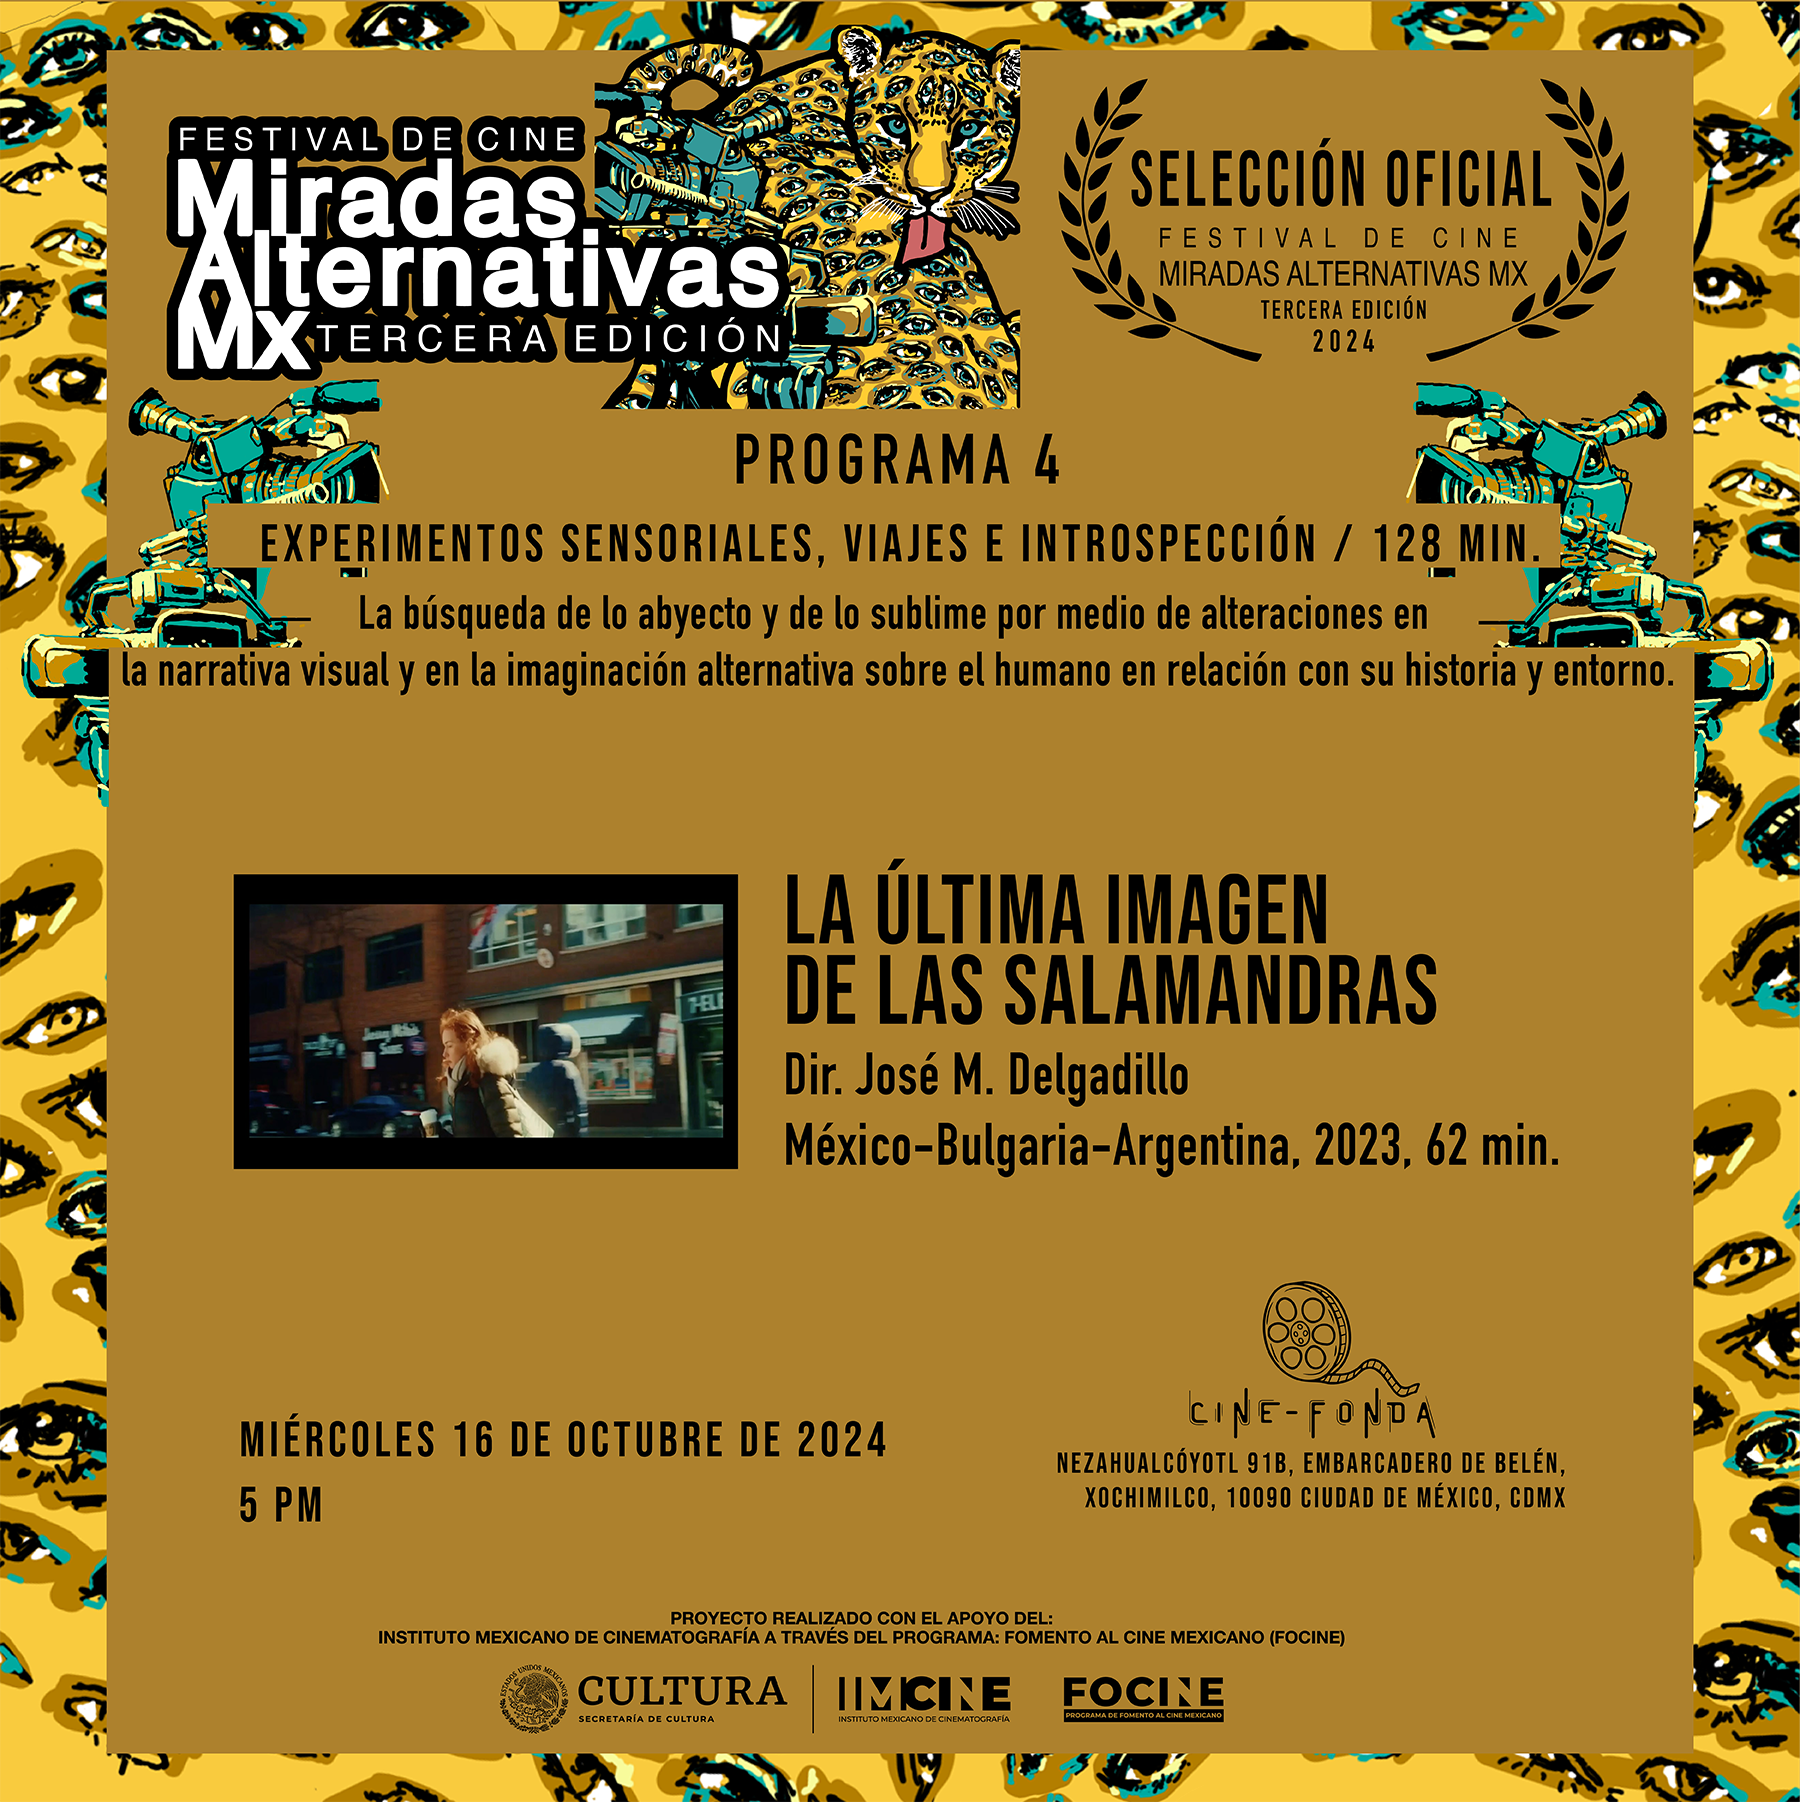 FESTIVAL DE CINE
Miradas
Alternativas
Mx TERCERA EDICIÓN
SELECCIÓN OFICIAL
FESTIVAL DE CINE
MIRADAS ALTERNATIVAS MX
TERCERA EDICIÓN
2024
PROGRAMA 4
EXPERIMENTOS SENSORIALES, VIAJES E INTROSPECCIÓN / 128 MIN.
La búsqueda de lo abyecto y de lo sublime por medio de alteraciones en
la narrativa visual y en la imaginación alternativa sobre el humano en relación con su historia y entorno.
LA ÚLTIMA IMAGEN
DE LAS SALAMANDRAS
Dir. José M. Delgadillo
México-Bulgaria-Argentina, 2023, 62 min.
7-ELE
CINE-FONDA
NEZAHUALCÓYOTL 91B, EMBARCADERO DE BELÉN,
XOCHIMILCO, 10090 CIUDAD DE MÉXICO, CDMX
MIÉRCOLES 16 DE OCTUBRE DE 2024
5 PM
PROYECTO REALIZADO CON EL APOYO DEL:
INSTITUTO MEXICANO DE CINEMATOGRAFÍA A TRAVÉS DEL PROGRAMA: FOMENTO AL CINE MEXICANO (FOCINE)
ESTADOS UNIDOS MEXICANOS
CULTURA
SECRETARÍA DE CULTURA
IMCINE
INSTITUTO MEXICANO DE CINEMATOGRAFÍA
FOCINE
PROGRAMA DE FOMENTO AL CINE MEXICANO